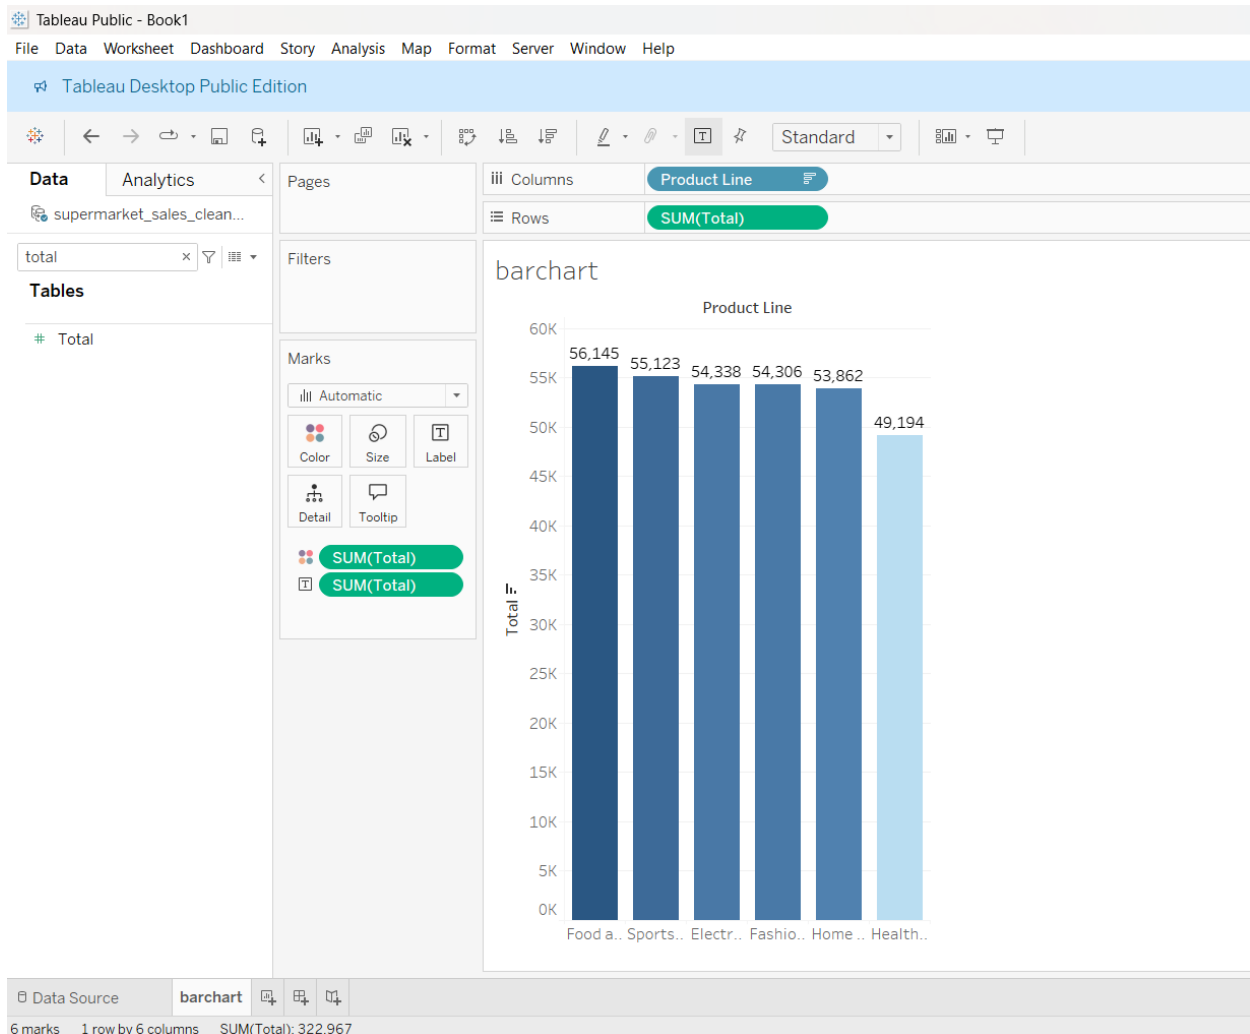 Tableau Public - Book1
File Data Worksheet Dashboard Story Analysis Map Format Server Window Help
Tableau Desktop Public Edition
Standard
Data Analytics
supermarket_sales_clean...
total
Tables
# Total
Pages
Filters
Marks
Automatic
Color Size Label
Detail Tooltip
SUM(Total)
T SUM(Total)
Columns Product Line
Rows SUM(Total)
barchart
Product Line
60K
55K
50K
45K
40K
35K
30K
25K
20K
15K
10K
5K
0K
Total
56,145 55,123 54,338 54,306 53,862 49,194
Food a.. Sports.. Electr.. Fashio.. Home .. Health..
Data Source barchart
6 marks 1 row by 6 columns SUM(Total): 322,967